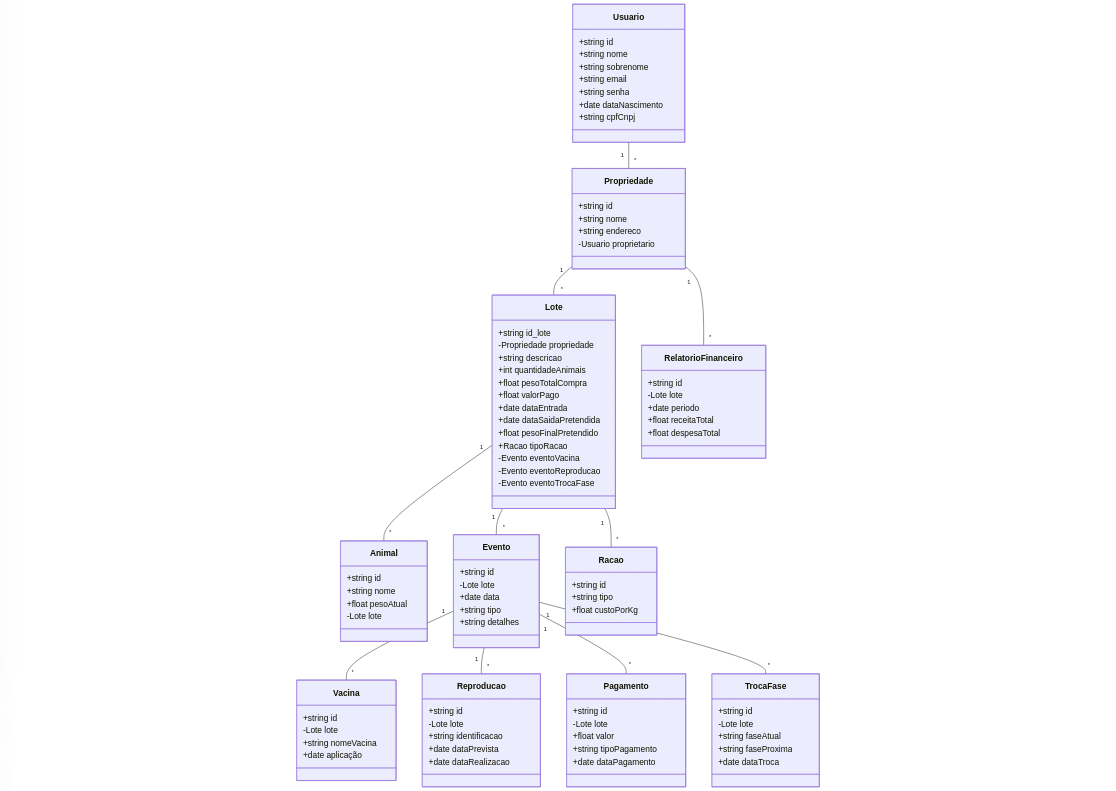 Usuario
+string id
+string nome
+string sobrenome
+string email
+string senha
+date dataNascimento
+string cpfCnpj
1
*
Propriedade
+string id
+string nome
+string endereco
-Usuario proprietario
1
*
1
*
Lote
+string id_lote
-Propriedade propriedade
+string descricao
+int quantidadeAnimais
+float pesoTotalCompra
+float valorPago
+date dataEntrada
+date dataSaidaPretendida
+float pesoFinalPretendido
+Racao tipoRacao
-Evento eventoVacina
-Evento eventoReproducao
-Evento eventoTrocaFase
RelatorioFinanceiro
+string id
-Lote lote
+date periodo
+float receitaTotal
+float despesaTotal
1
*
1
*
1
*
Animal
+string id
+string nome
+float pesoAtual
-Lote lote
Evento
+string id
-Lote lote
+date data
+string tipo
+string detalhes
Racao
+string id
+string tipo
+float custoPorKg
1
*
1
*
1
*
1
*
Vacina
+string id
-Lote lote
+string nomeVacina
+date aplicação
Reproducao
+string id
-Lote lote
+string identificacao
+date dataPrevista
+date dataRealizacao
Pagamento
+string id
-Lote lote
+float valor
+string tipoPagamento
+date dataPagamento
TrocaFase
+string id
-Lote lote
+string faseAtual
+string faseProxima
+date dataTroca